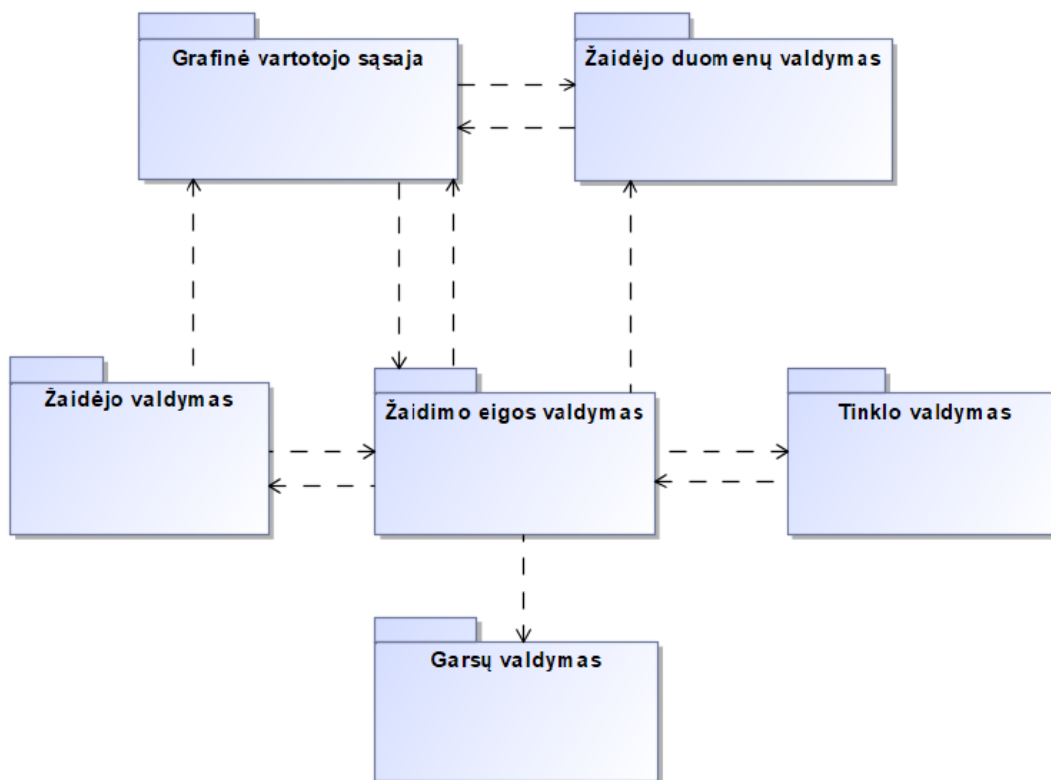 Grafinė vartotojo sąsaja
Žaidėjo duomenų valdymas
Žaidėjo valdymas
Žaidimo eigos valdymas
Tinklo valdymas
Garsų valdymas